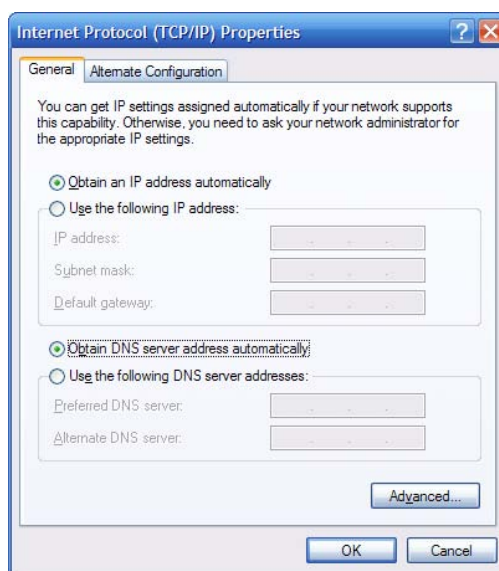 Internet Protocol (TCP/IP) Properties
General
Alternate Configuration
You can get IP settings assigned automatically if your network supports
this capability. Otherwise, you need to ask your network administrator for
the appropriate IP settings.
Obtain an IP address automatically
Use the following IP address:
IP address:
Subnet mask:
Default gateway:
Obtain DNS server address automatically
Use the following DNS server addresses:
Preferred DNS server:
Alternate DNS server:
Advanced...
OK
Cancel